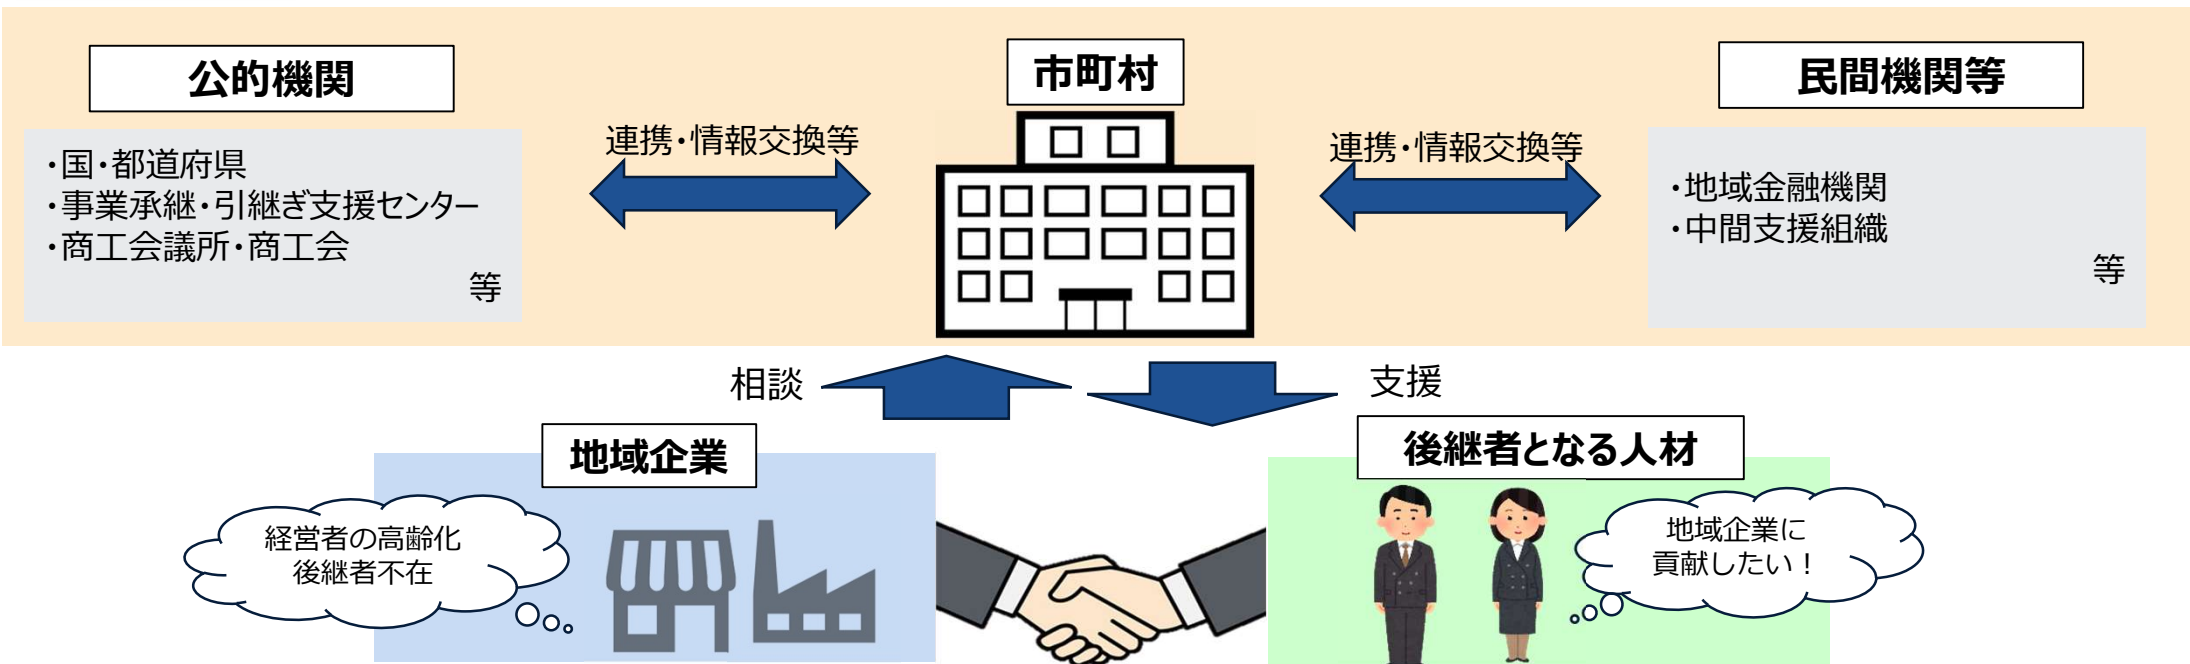 公的機関
・国・都道府県
・事業承継・引継ぎ支援センター
・商工会議所・商工会
等
連携・情報交換等
市町村
連携・情報交換等
民間機関等
・地域金融機関
・中間支援組織
等
相談
支援
地域企業
経営者の高齢化
後継者不在
後継者となる人材
地域企業に
貢献したい！